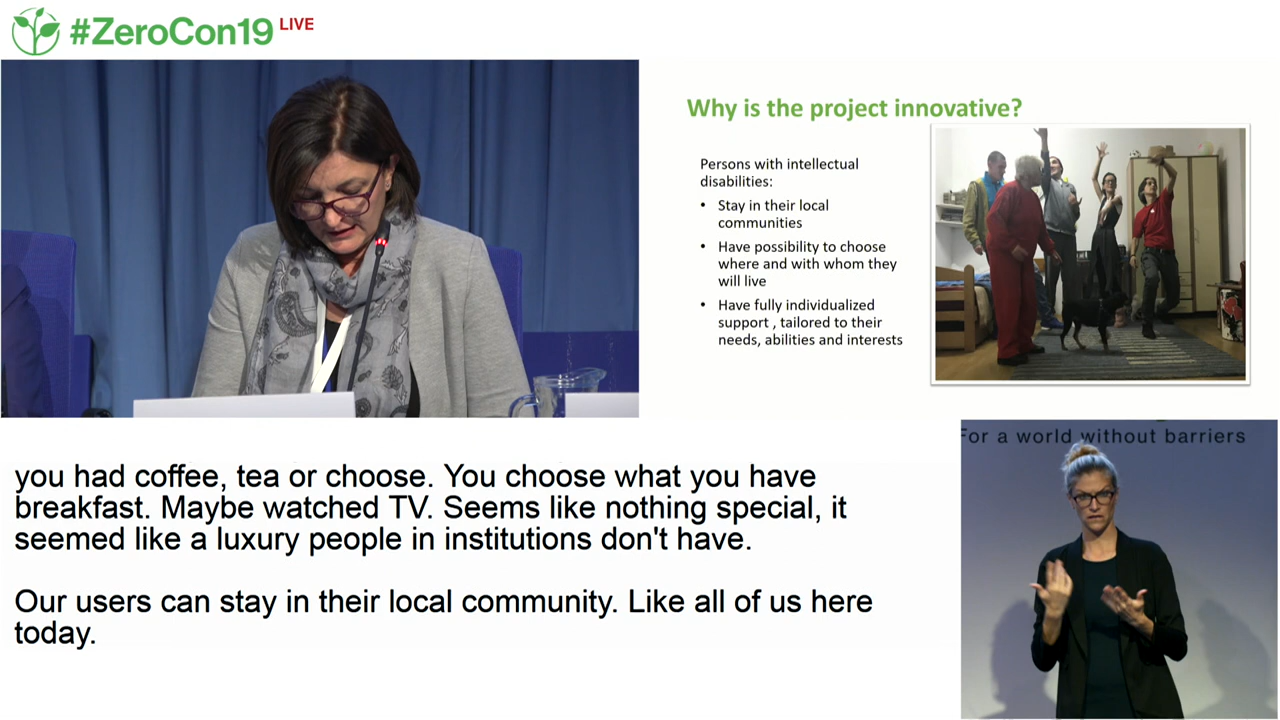 #ZeroCon19 LIVE
Why is the project innovative?
Persons with intellectual
disabilities:
• Stay in their local
communities
• Have possibility to choose
where and with whom they
will live
• Have fully individualized
support , tailored to their
needs, abilities and interests
For a world without barriers
you had coffee, tea or choose. You choose what you have
breakfast. Maybe watched TV. Seems like nothing special, it
seemed like a luxury people in institutions don't have.
Our users can stay in their local community. Like all of us here
today.